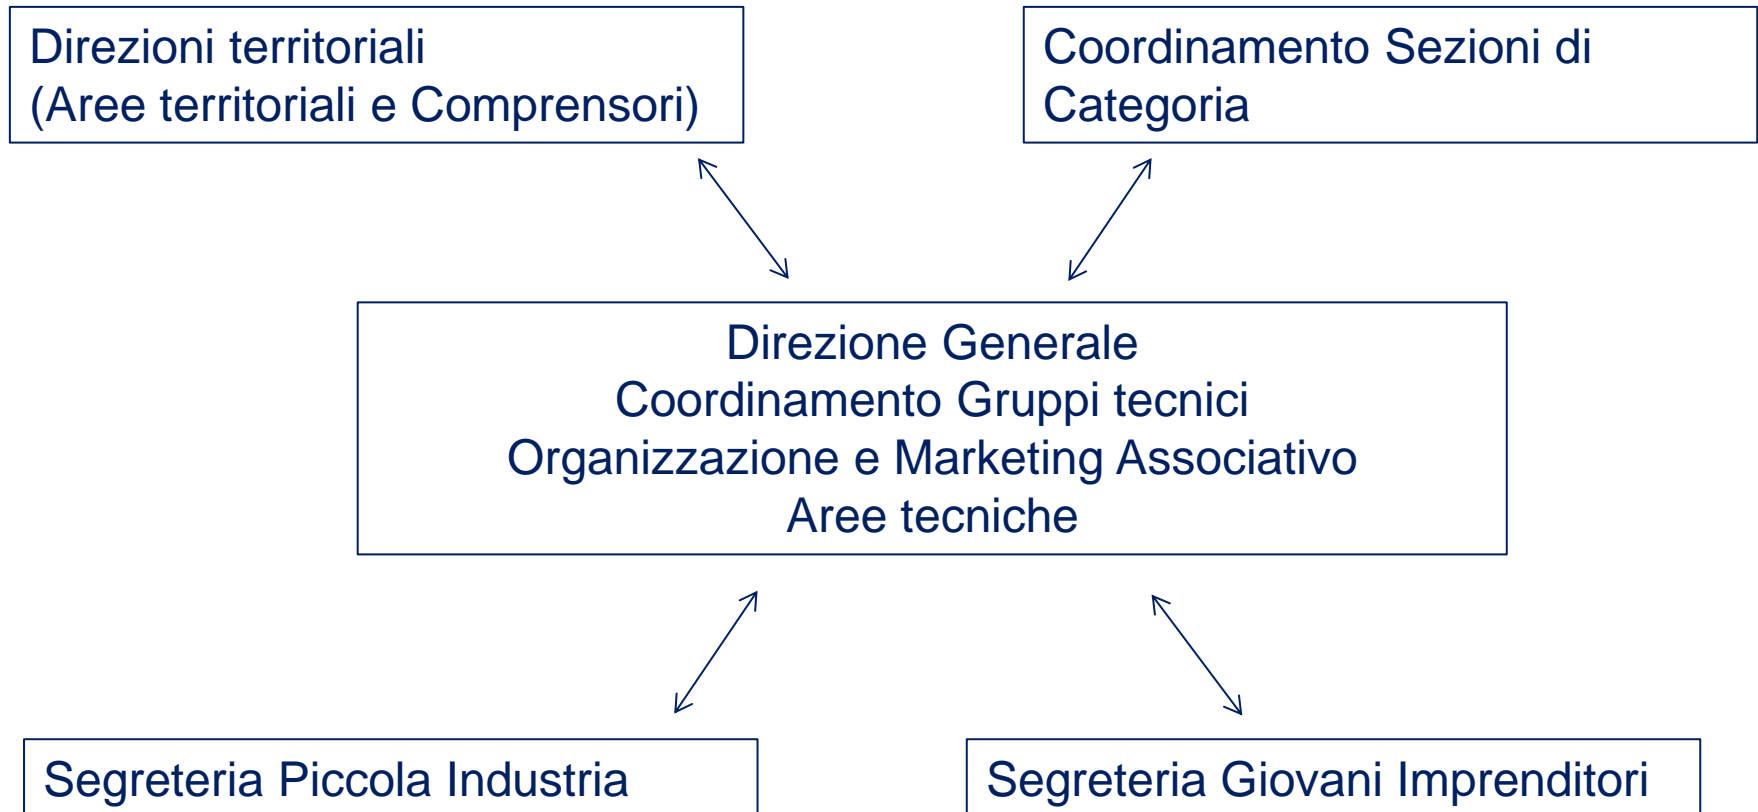 Direzioni territoriali
(Aree territoriali e Comprensori)
Coordinamento Sezioni di
Categoria
Direzione Generale
Coordinamento Gruppi tecnici
Organizzazione e Marketing Associativo
Aree tecniche
Segreteria Piccola Industria
Segreteria Giovani Imprenditori